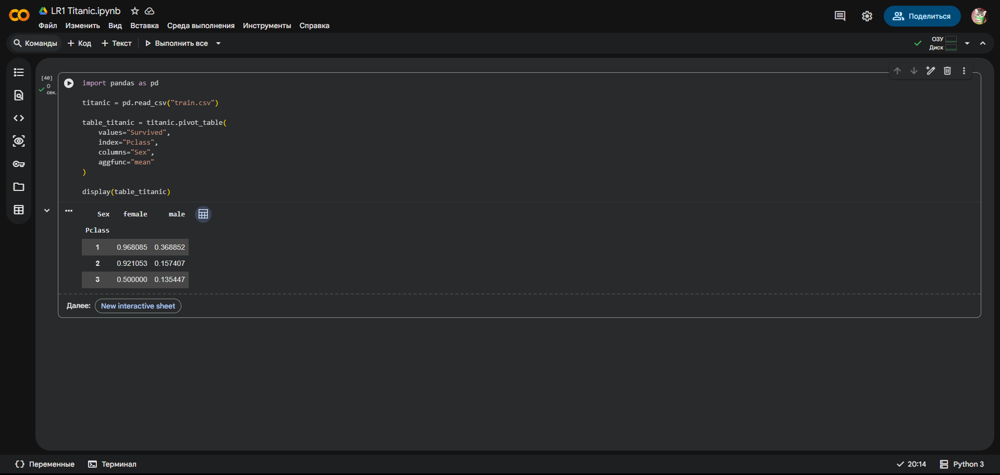 LR1 Titanic.ipynb
Файл Изменить Вид Вставка Среда выполнения Инструменты Справка
Поделиться
Команды + Код + Текст Выполнить все
ОЗУ
Диск
[40]
0
сек.
import pandas as pd
titanic = pd.read_csv("train.csv")
table_titanic = titanic.pivot_table(
    values="Survived",
    index="Pclass",
    columns="Sex",
    aggfunc="mean"
)
display(table_titanic)
Sex female male
Pclass
1 0.968085 0.368852
2 0.921053 0.157407
3 0.500000 0.135447
Далее: New interactive sheet
Переменные Терминал 20:14 Python 3